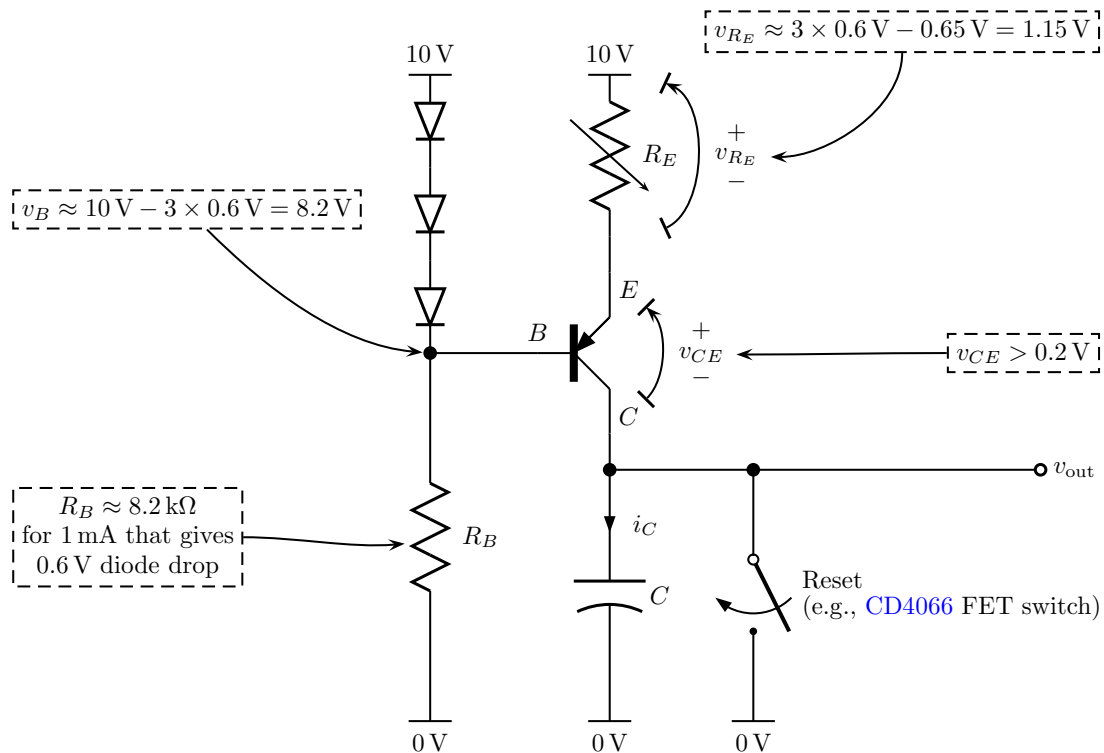 v_{R_E} ≈ 3 × 0.6 V − 0.65 V = 1.15 V
10 V
10 V
+
R_E
v_{R_E}
−
v_B ≈ 10 V − 3 × 0.6 V = 8.2 V
E
B
+
v_{CE}
−
v_{CE} > 0.2 V
C
v_out
R_B ≈ 8.2 kΩ
for 1 mA that gives
0.6 V diode drop
R_B
i_C
C
Reset
(e.g., CD4066 FET switch)
0 V
0 V
0 V